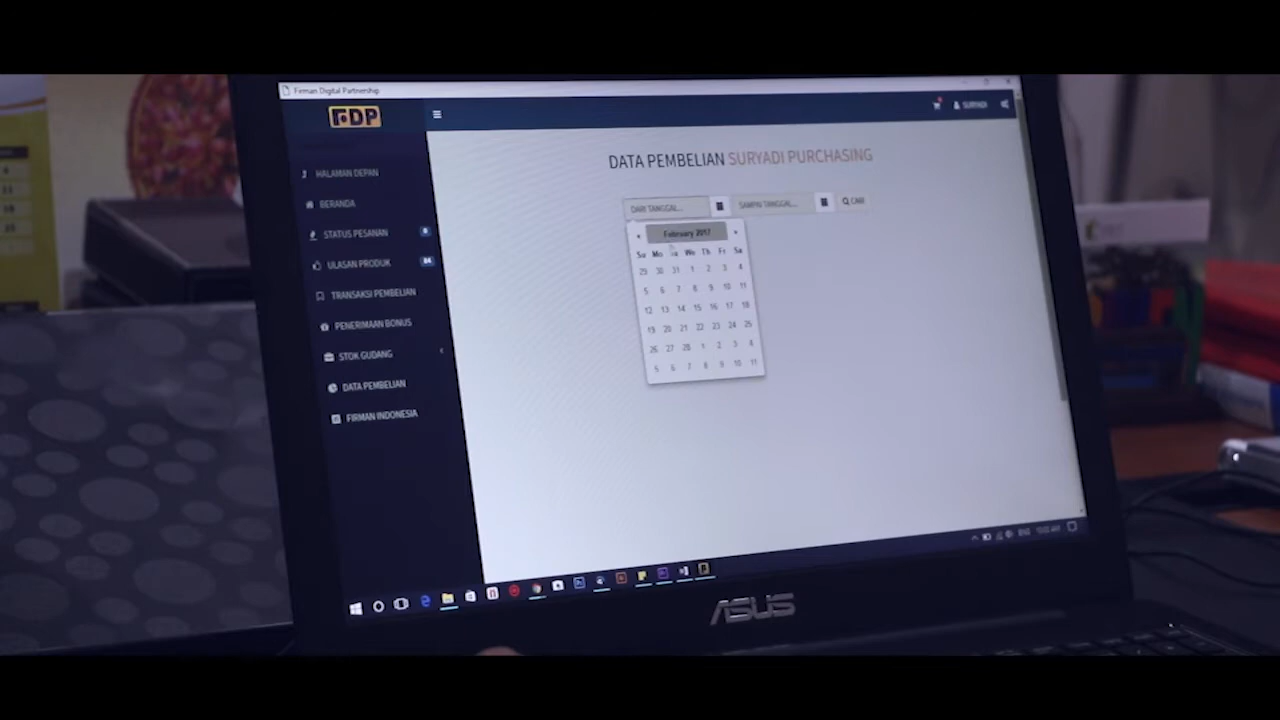 Firman Digital Partnership
FDP
SURYADI
HALAMAN DEPAN
BERANDA
STATUS PESANAN
ULASAN PRODUK
TRANSAKSI PEMBELIAN
PENERIMAAN BONUS
STOK GUDANG
DATA PEMBELIAN
FIRMAN INDONESIA
DATA PEMBELIAN SURYADI PURCHASING
DARI TANGGAL... SAMPAI TANGGAL... CARI
« February 2017 »
Su Mo Tu We Th Fr Sa
29 30 31 1 2 3 4
5 6 7 8 9 10 11
12 13 14 15 16 17 18
19 20 21 22 23 24 25
26 27 28 1 2 3 4
5 6 7 8 9 10 11
ENG
ASUS